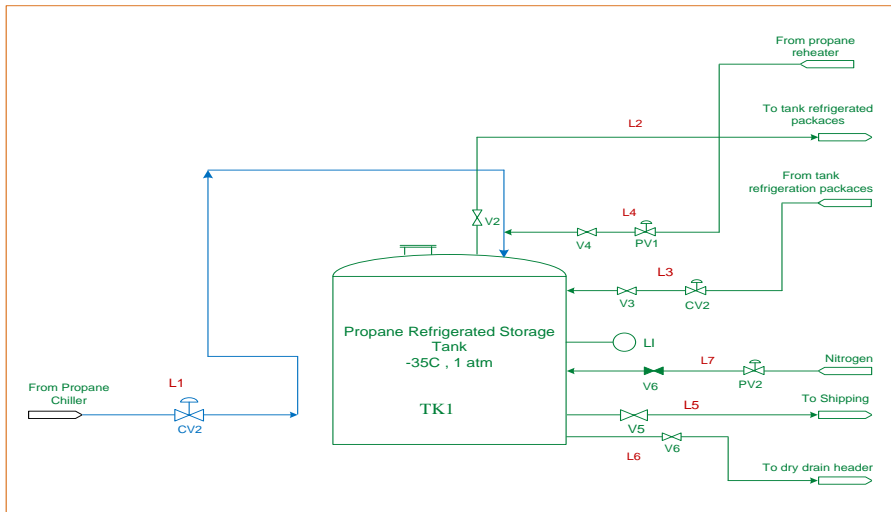 From propane
reheater
To tank refrigerated
packaces
L2
From tank
refrigeration packaces
L4
V2
V4
PV1
L3
V3
CV2
Propane Refrigerated Storage
Tank
-35C , 1 atm
LI
L7
Nitrogen
V6
PV2
From Propane
Chiller
L1
CV2
TK1
To Shipping
L5
V5
V6
L6
To dry drain header